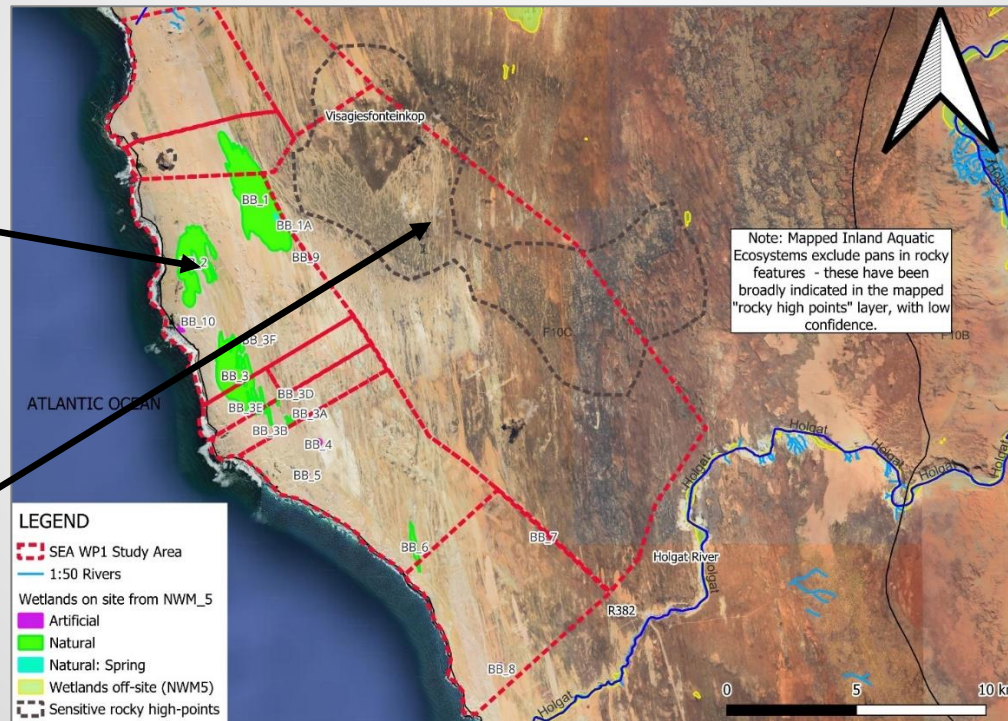 Visagiesfonteinkop
BB_1
BB_1A
BB_9
BB_10
BB_3F
BB_3
BB_3D
BB_3E
BB_3A
BB_3B
BB_4
BB_5
BB_6
BB_7
BB_8
ATLANTIC OCEAN
Note: Mapped Inland Aquatic
Ecosystems exclude pans in rocky
features - these have been
broadly indicated in the mapped
"rocky high points" layer, with low
confidence.
F10C
F10B
Holgat
Holgat
Holgat
Holgat
Holgat
Holgat
Holgat River
Holgat
Holgat
R382
LEGEND
SEA WP1 Study Area
1:50 Rivers
Wetlands on site from NWM_5
Artificial
Natural
Natural: Spring
Wetlands off-site (NWM5)
Sensitive rocky high-points
0 5 10 km